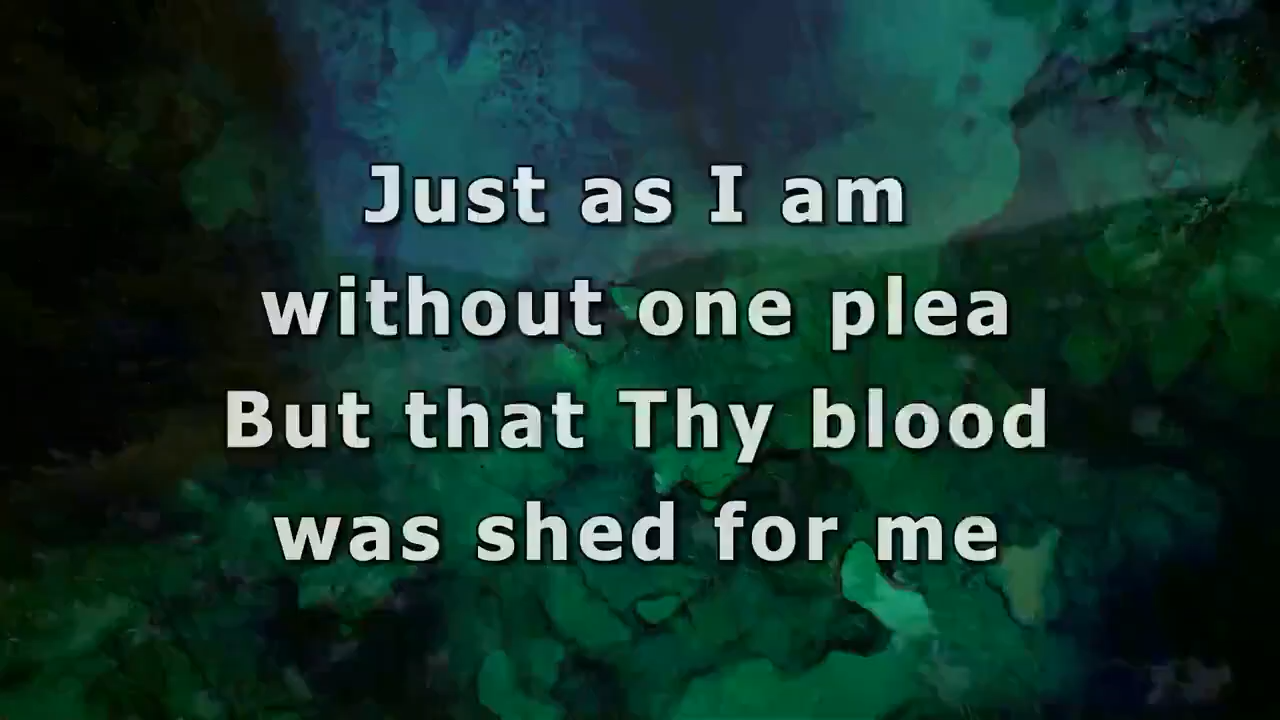 Just as I am
without one plea
But that Thy blood
was shed for me